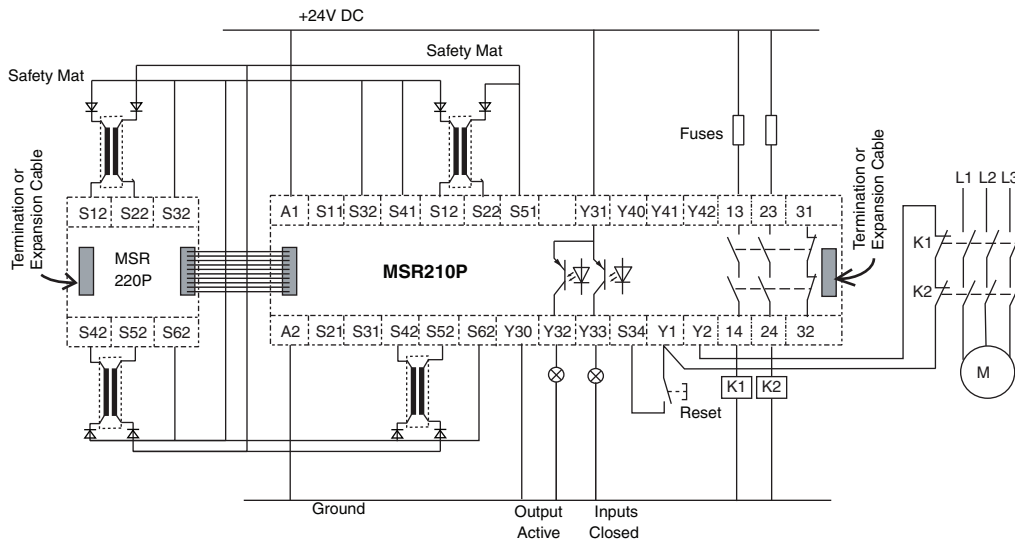 +24V DC
Safety Mat
Safety Mat
Fuses
Termination or
Expansion Cable
L1 L2 L3
S12 S22 S32
A1 S11 S32 S41 S12 S22 S51 Y31 Y40 Y41 Y42 13 23 31
Termination or
Expansion Cable
MSR
220P
MSR210P
K1
K2
S42 S52 S62
A2 S21 S31 S42 S52 S62 Y30 Y32 Y33 S34 Y1 Y2 14 24 32
M
K1 K2
Reset
Ground
Output
Active
Inputs
Closed